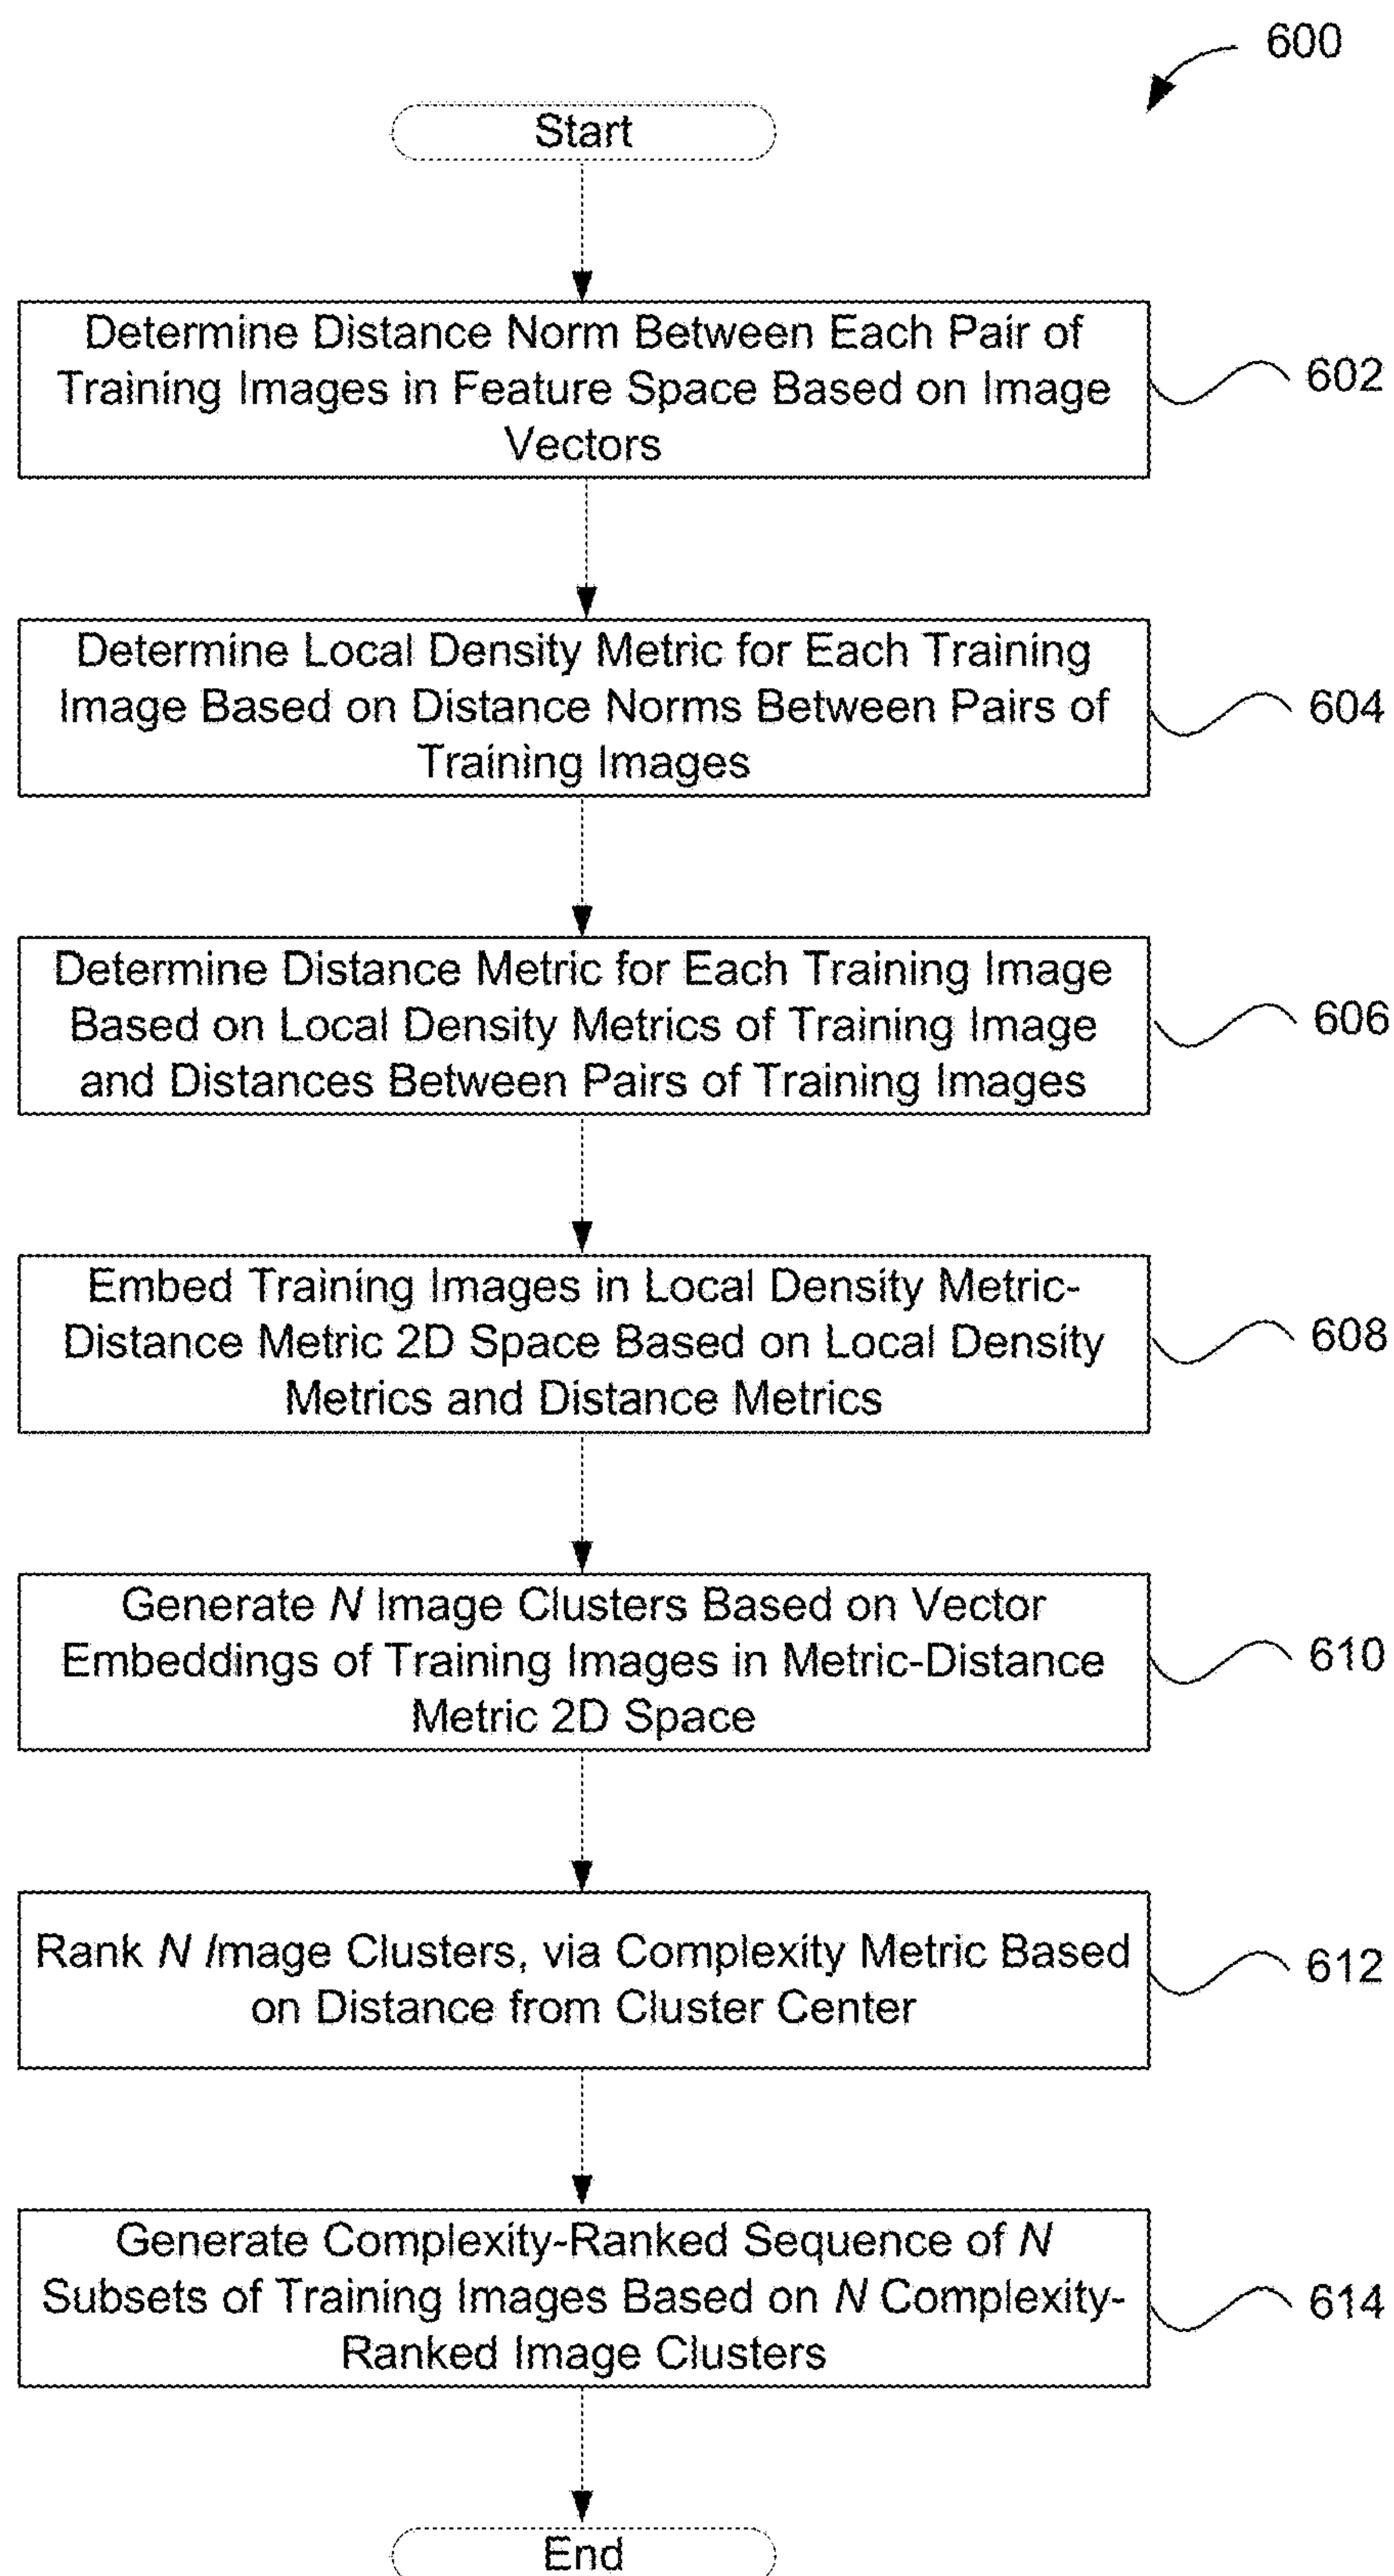 600
Start
Determine Distance Norm Between Each Pair of
Training Images in Feature Space Based on Image
Vectors
602
Determine Local Density Metric for Each Training
Image Based on Distance Norms Between Pairs of
Training Images
604
Determine Distance Metric for Each Training Image
Based on Local Density Metrics of Training Image
and Distances Between Pairs of Training Images
606
Embed Training Images in Local Density Metric-
Distance Metric 2D Space Based on Local Density
Metrics and Distance Metrics
608
Generate N Image Clusters Based on Vector
Embeddings of Training Images in Metric-Distance
Metric 2D Space
610
Rank N Image Clusters, via Complexity Metric Based
on Distance from Cluster Center
612
Generate Complexity-Ranked Sequence of N
Subsets of Training Images Based on N Complexity-
Ranked Image Clusters
614
End